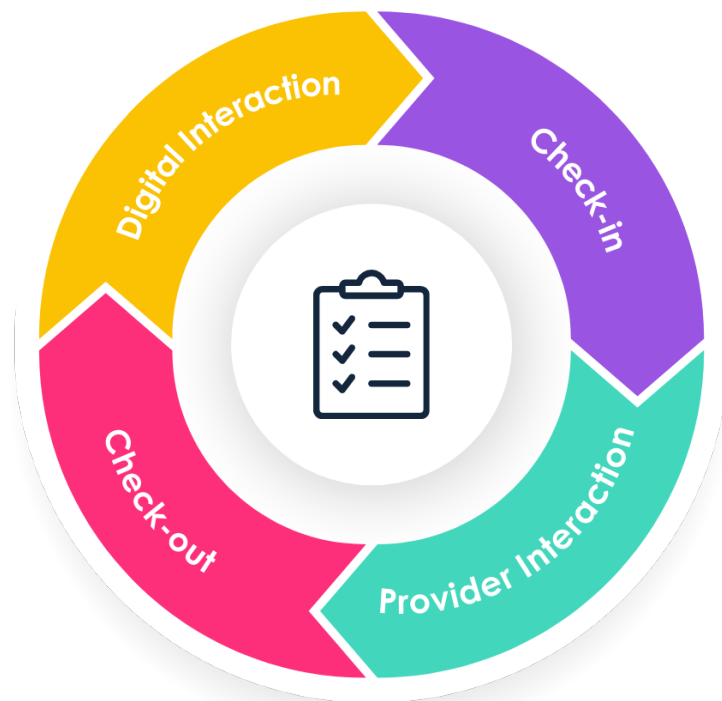 Digital Interaction
Check-in
Provider Interaction
Check-out